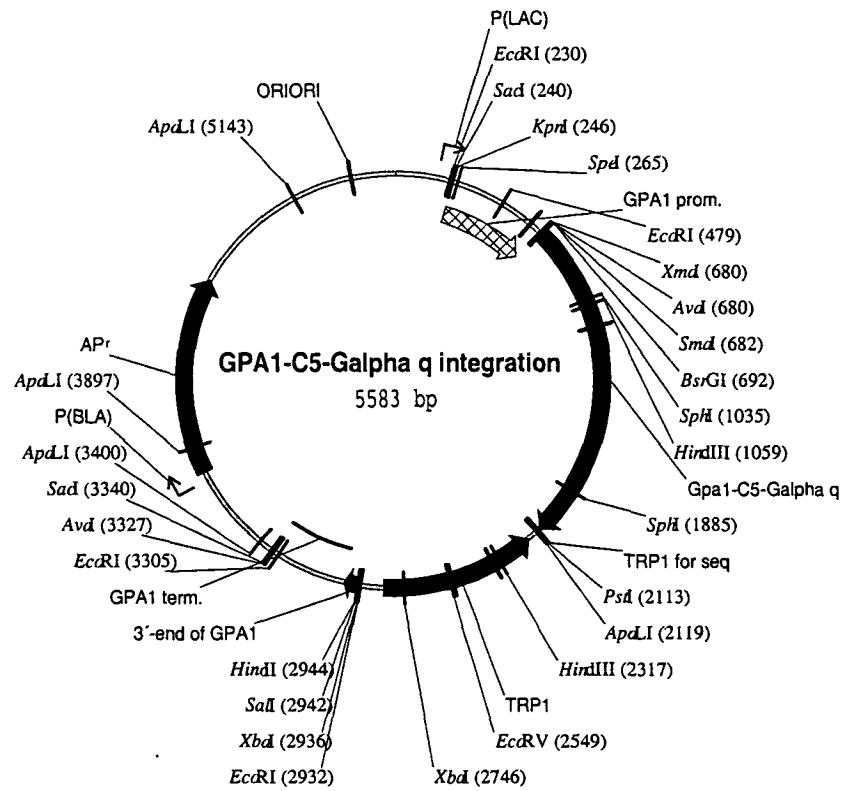 P(LAC)
EcoRI (230)
SacI (240)
KpnI (246)
SpeI (265)
GPA1 prom.
EcoRI (479)
XmaI (680)
AvaI (680)
SmaI (682)
BsrGI (692)
SphI (1035)
HindIII (1059)
Gpa1-C5-Galpha q
SphI (1885)
TRP1 for seq
PstI (2113)
ApaLI (2119)
HindIII (2317)
TRP1
EcoRV (2549)
XbaI (2746)
EcoRI (2932)
XbaI (2936)
SalI (2942)
HindII (2944)
3´-end of GPA1
GPA1 term.
EcoRI (3305)
AvaI (3327)
SacI (3340)
ApaLI (3400)
P(BLA)
ApaLI (3897)
APr
ApaLI (5143)
ORIORI
GPA1-C5-Galpha q integration
5583 bp